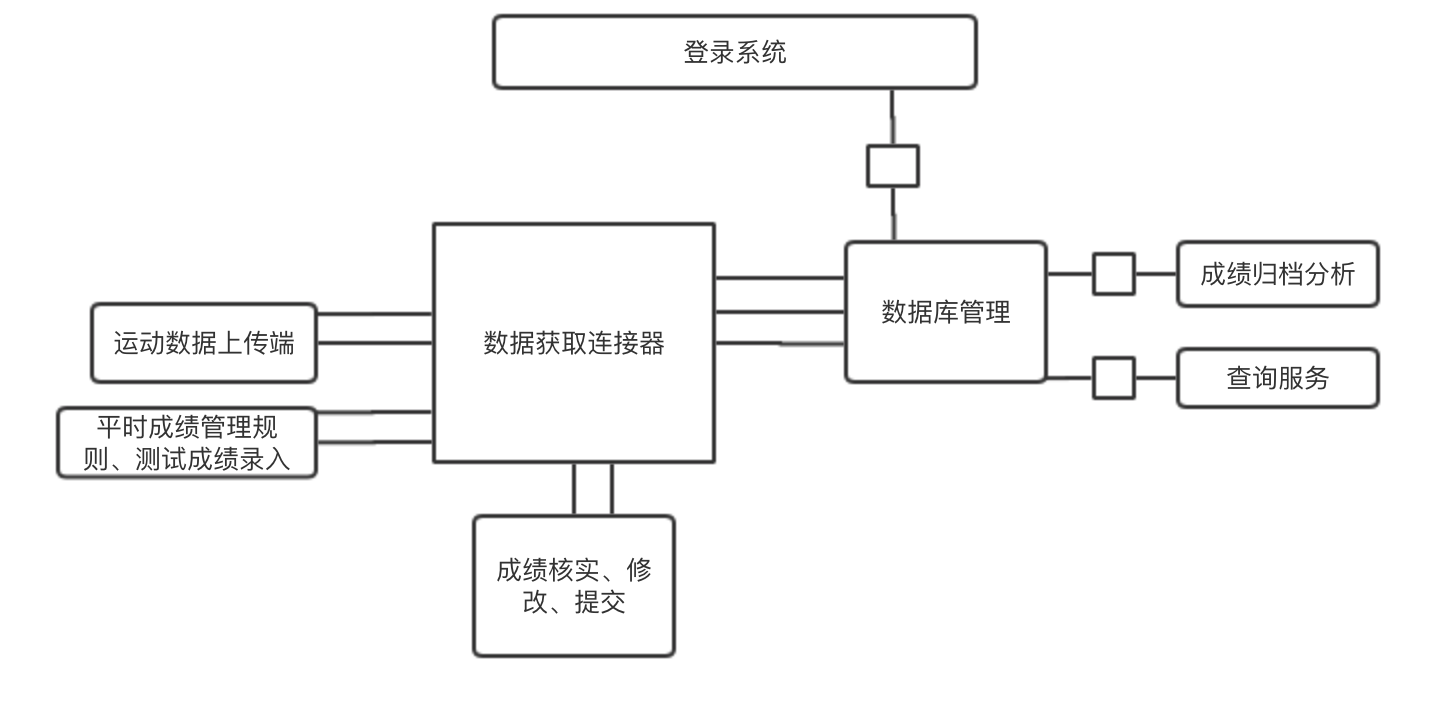 登录系统
成绩归档分析
数据库管理
运动数据上传端
数据获取连接器
查询服务
平时成绩管理规
则、测试成绩录入
成绩核实、修
改、提交